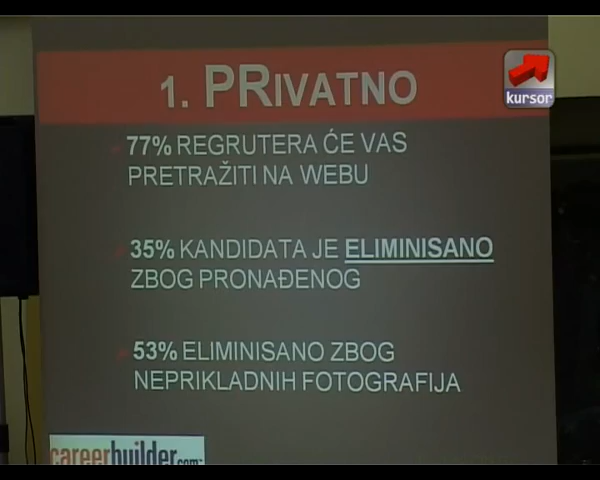 1. PRIVATNO
kursor
77% REGRUTERA ĆE VAS
PRETRAŽITI NA WEBU
35% KANDIDATA JE ELIMINISANO
ZBOG PRONAĐENOG
53% ELIMINISANO ZBOG
NEPRIKLADNIH FOTOGRAFIJA
careerbuilder.com